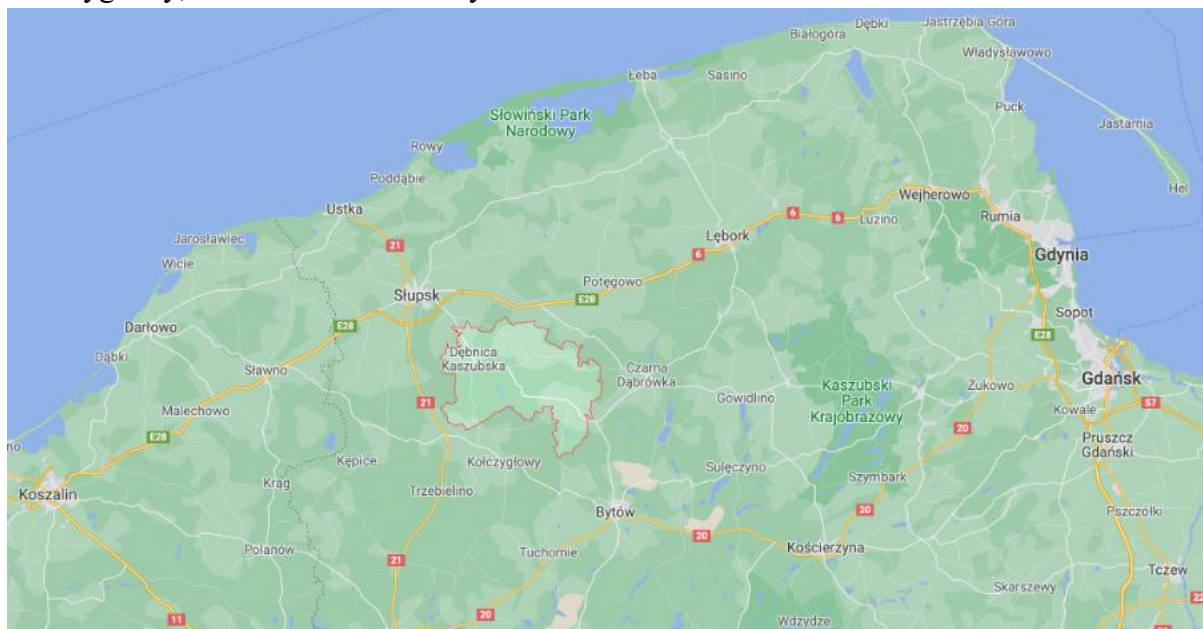 Dębki
Jastrzębia Góra
Białogóra
Władysławowo
Łeba
Sasino
Puck
Słowiński Park
Narodowy
Jastarnia
Rowy
Poddąbie
Wejherowo
Hel
Ustka
6
6
Luzino
Rumia
Jarosławiec
21
Lębork
6
Gdynia
Wicie
Potęgowo
Słupsk
E28
Sopot
Darłowo
E28
E28
Dębnica
Kaszubska
Dąbki
Sławno
Czarna
Dąbrówka
Gdańsk
Kaszubski
Park
Krajobrazowy
Żukowo
21
Gowidlino
S7
Malechowo
Kowale
E28
20
Pruszcz
Gdański
Kępice
Kołczygłowy
Sulęczyno
Szymbark
Koszalin
Krąg
Trzebielino
Bytów
20
Pszczółki
20
Kościerzyna
Polanów
Tuchomie
21
Tczew
Skarszewy
20
22
11
Wdzydze